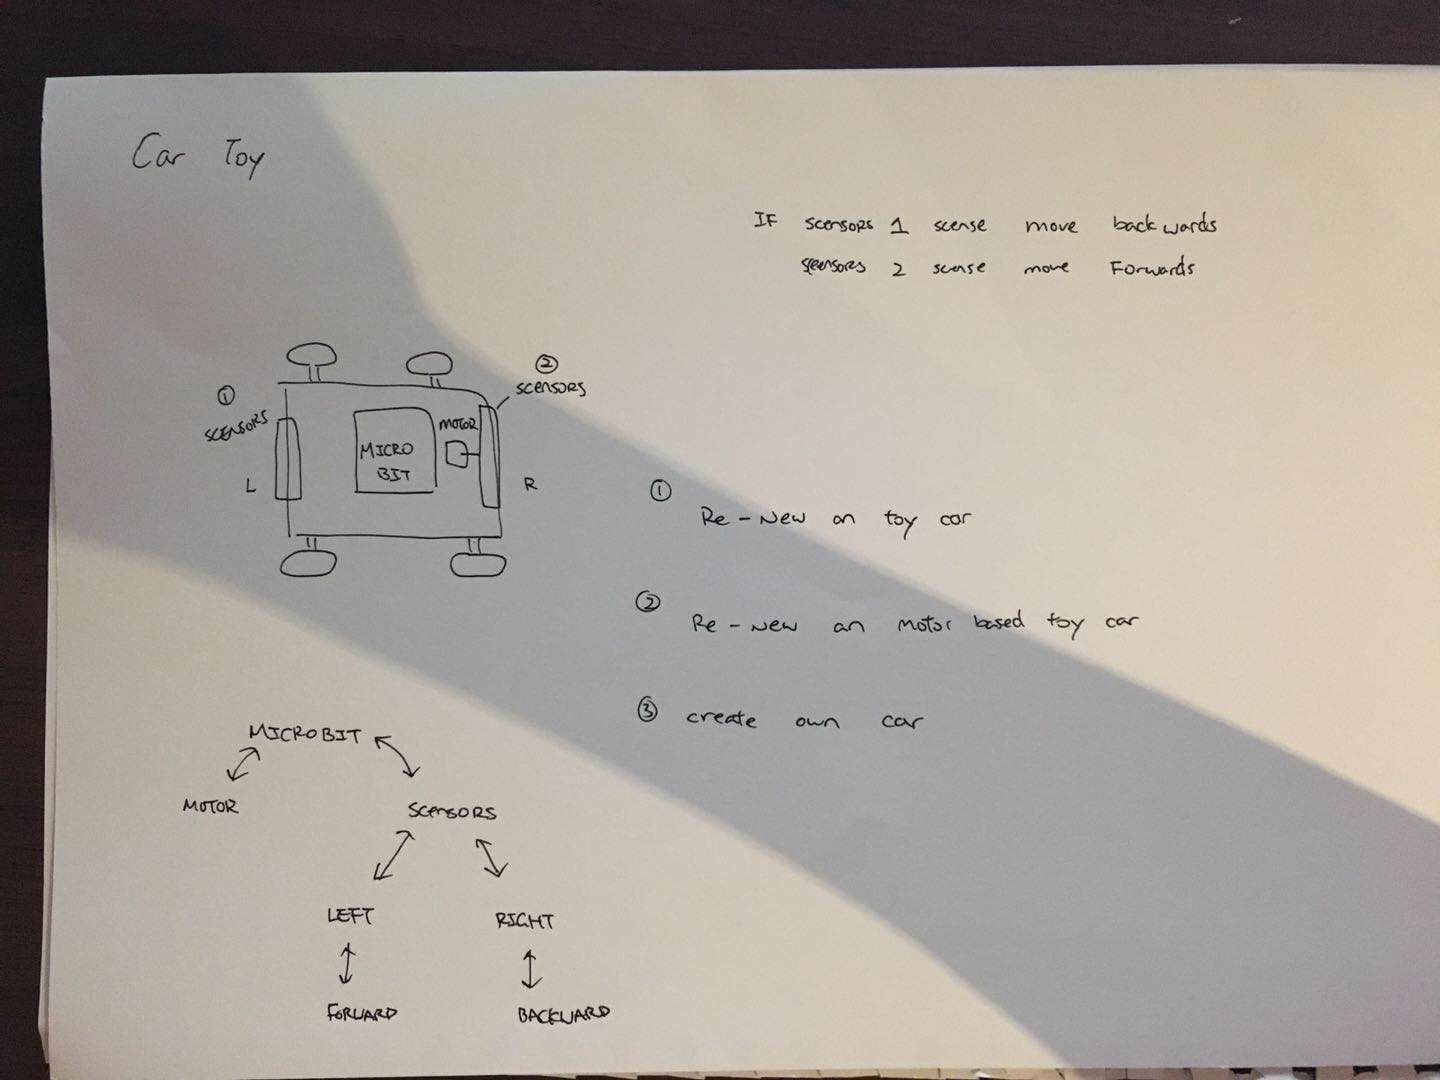 Car Toy
IF scensors 1 scense move backwards
scensors 2 scense move Forwards
①
SCENSORS
L
MICRO
BIT
MOTOR
②
SCENSORS
R
①
Re-New an toy car
②
Re-New an motor based toy car
③ create own car
MICROBIT
MOTOR
SCENSORS
LEFT
RIGHT
FORWARD
BACKWARD